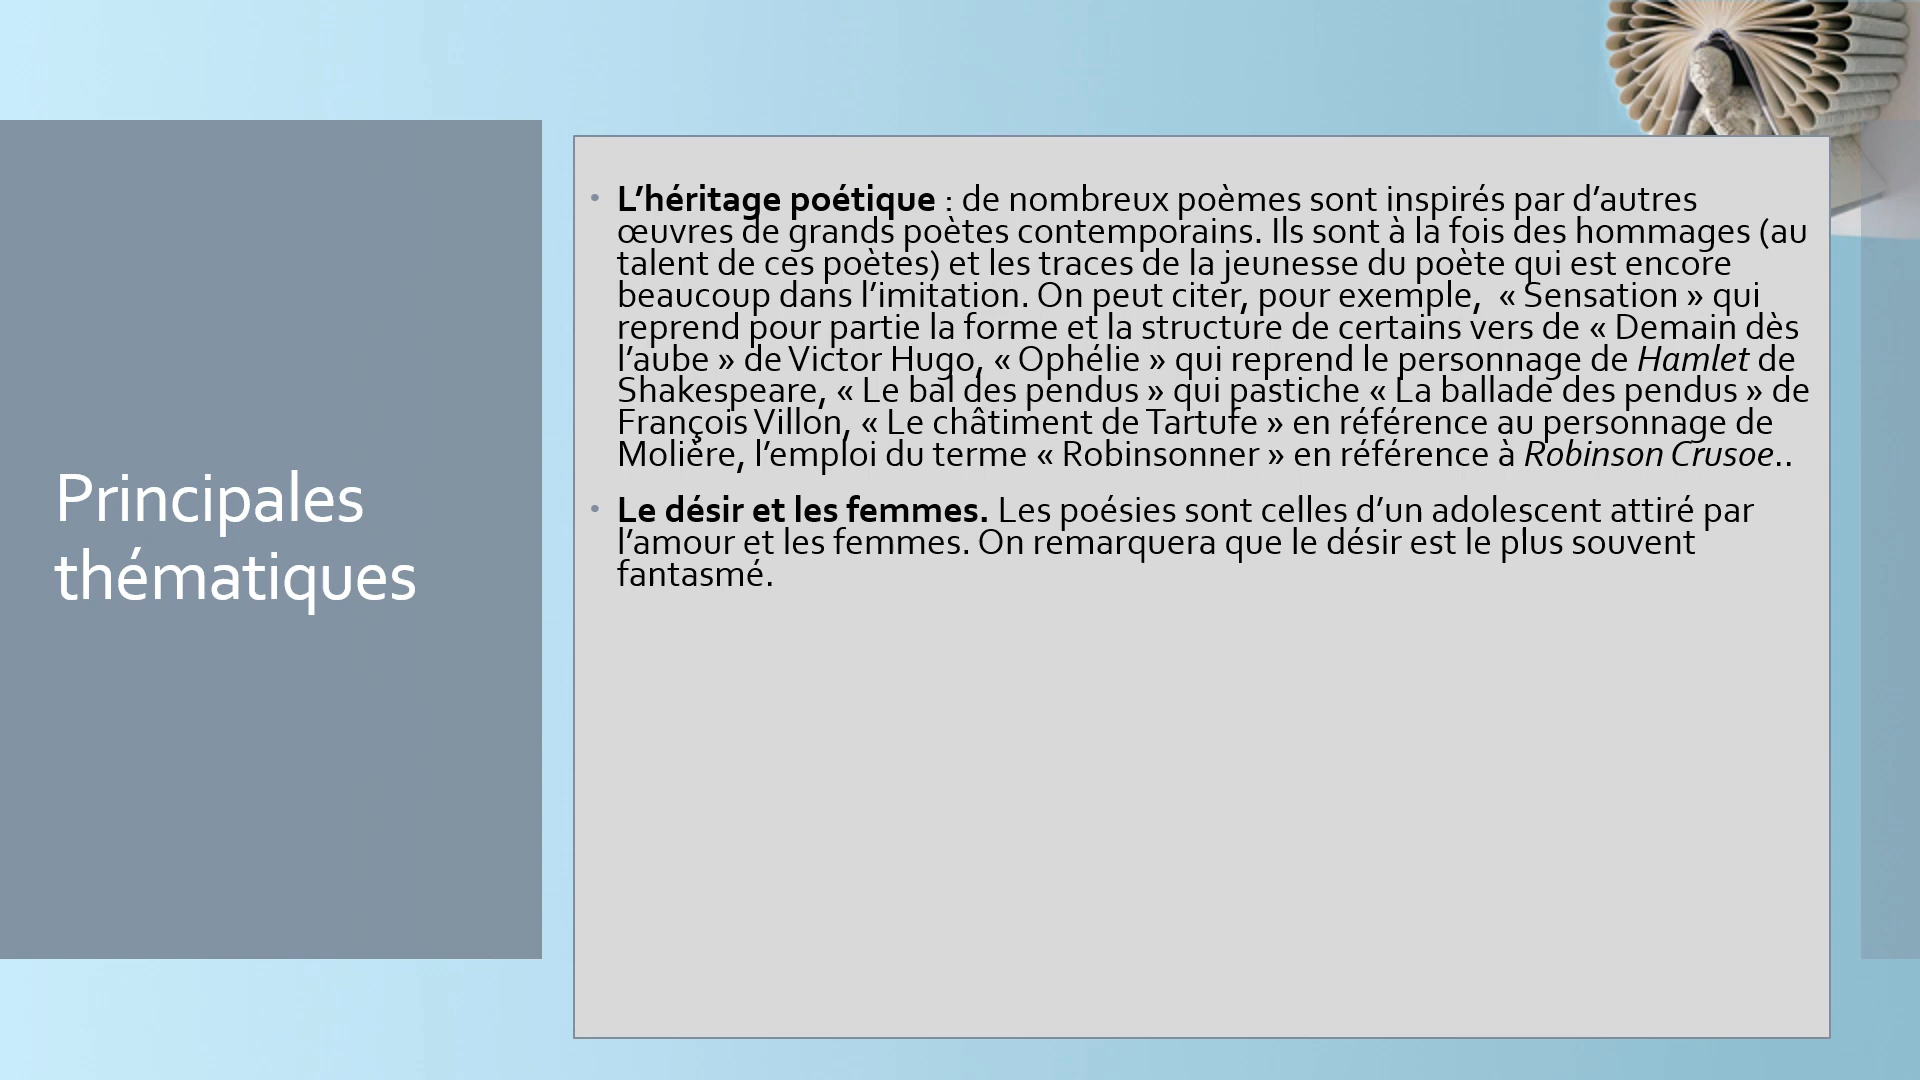 Principales
thématiques
• L’héritage poétique : de nombreux poèmes sont inspirés par d’autres
œuvres de grands poètes contemporains. Ils sont à la fois des hommages (au
talent de ces poètes) et les traces de la jeunesse du poète qui est encore
beaucoup dans l’imitation. On peut citer, pour exemple,  « Sensation » qui
reprend pour partie la forme et la structure de certains vers de « Demain dès
l’aube » de Victor Hugo, « Ophélie » qui reprend le personnage de Hamlet de
Shakespeare, « Le bal des pendus » qui pastiche « La ballade des pendus » de
François Villon, « Le châtiment de Tartufe » en référence au personnage de
Molière, l’emploi du terme « Robinsonner » en référence à Robinson Crusoe..
• Le désir et les femmes. Les poésies sont celles d’un adolescent attiré par
l’amour et les femmes. On remarquera que le désir est le plus souvent
fantasmé.